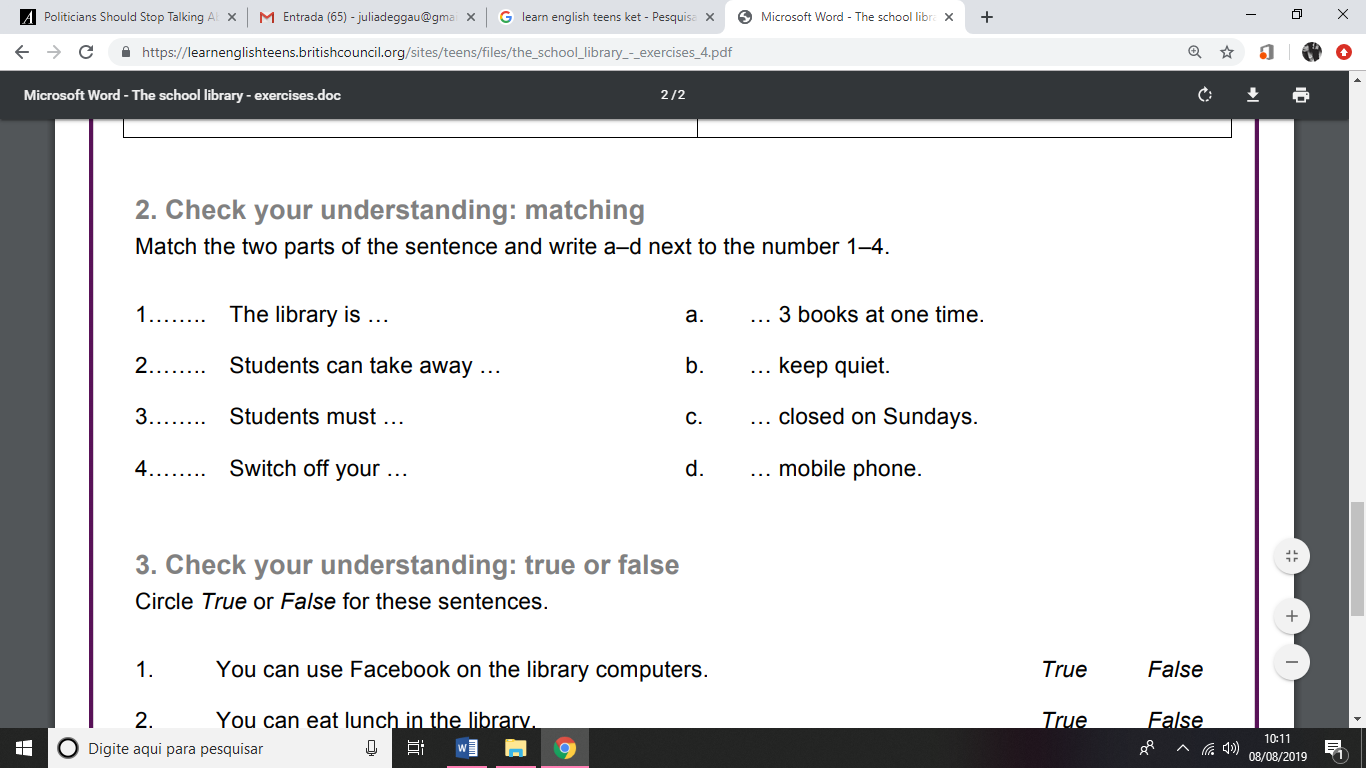 Politicians Should Stop Talking A
Entrada (65) - juliadeggau@gmai
learn english teens ket - Pesquisa
Microsoft Word - The school libra
https://learnenglishteens.britishcouncil.org/sites/teens/files/the_school_library_-_exercises_4.pdf
Microsoft Word - The school library - exercises.doc 2 / 2
2. Check your understanding: matching
Match the two parts of the sentence and write a–d next to the number 1–4.
1…….. The library is … a. … 3 books at one time.
2…….. Students can take away … b. … keep quiet.
3…….. Students must … c. … closed on Sundays.
4…….. Switch off your … d. … mobile phone.
3. Check your understanding: true or false
Circle True or False for these sentences.
1. You can use Facebook on the library computers. True False
2. You can eat lunch in the library. True False
Digite aqui para pesquisar
10:11
08/08/2019
1